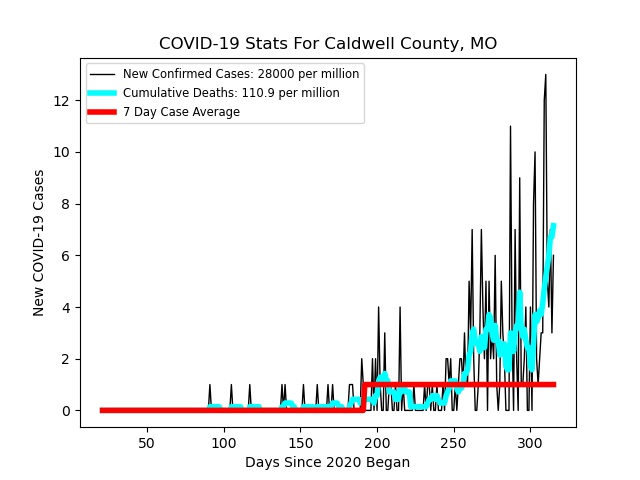 COVID-19 Stats For Caldwell County, MO
New Confirmed Cases: 28000 per million
Cumulative Deaths: 110.9 per million
7 Day Case Average
12
10
8
6
4
2
0
New COVID-19 Cases
50 100 150 200 250 300
Days Since 2020 Began